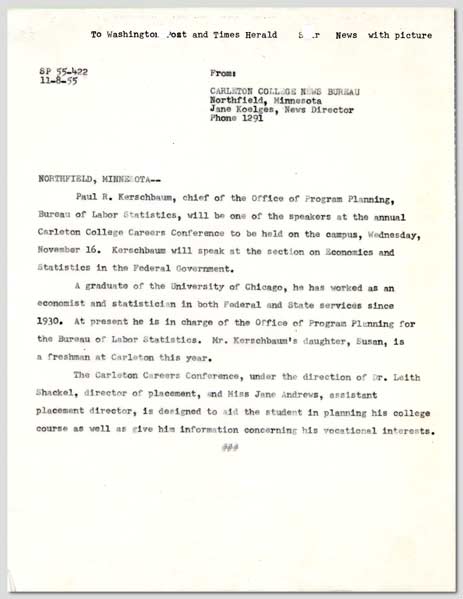 To Washington Post and Times Herald     Star   News   with picture
SP 55-422
11-8-55
From:
CARLETON COLLEGE NEWS BUREAU
Northfield, Minnesota
Jane Koelges, News Director
Phone 1291
NORTHFIELD, MINNESOTA--
Paul R. Kerschbaum, chief of the Office of Program Planning,
Bureau of Labor Statistics, will be one of the speakers at the annual
Carleton College Careers Conference to be held on the campus, Wednesday,
November 16.  Kerschbaum will speak at the section on Economics and
Statistics in the Federal Government.
A graduate of the University of Chicago, he has worked as an
economist and statistician in both Federal and State services since
1930.  At present he is in charge of the Office of Program Planning for
the Bureau of Labor Statistics.  Mr. Kerschbaum's daughter, Susan, is
a freshman at Carleton this year.
The Carleton Careers Conference, under the direction of Dr. Leith
Shackel, director of placement, and Miss Jane Andrews, assistant
placement director, is designed to aid the student in planning his college
course as well as give him information concerning his vocational interests.
###